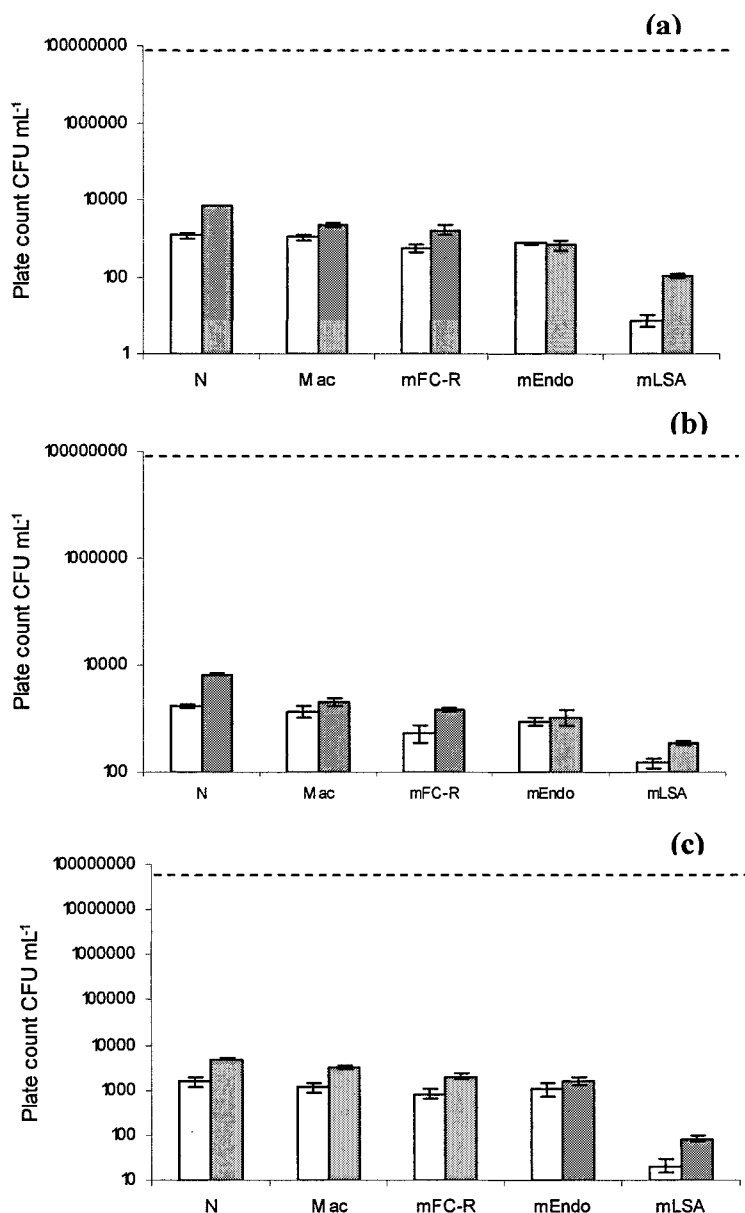 (a)
Plate count CFU mL-1
100000000
1000000
10000
100
1
N Mac mFC-R mEndo mLSA
(b)
Plate count CFU mL-1
100000000
1000000
10000
100
N Mac mFC-R mEndo mLSA
(c)
Plate count CFU mL-1
100000000
10000000
1000000
100000
10000
1000
100
10
N Mac mFC-R mEndo mLSA